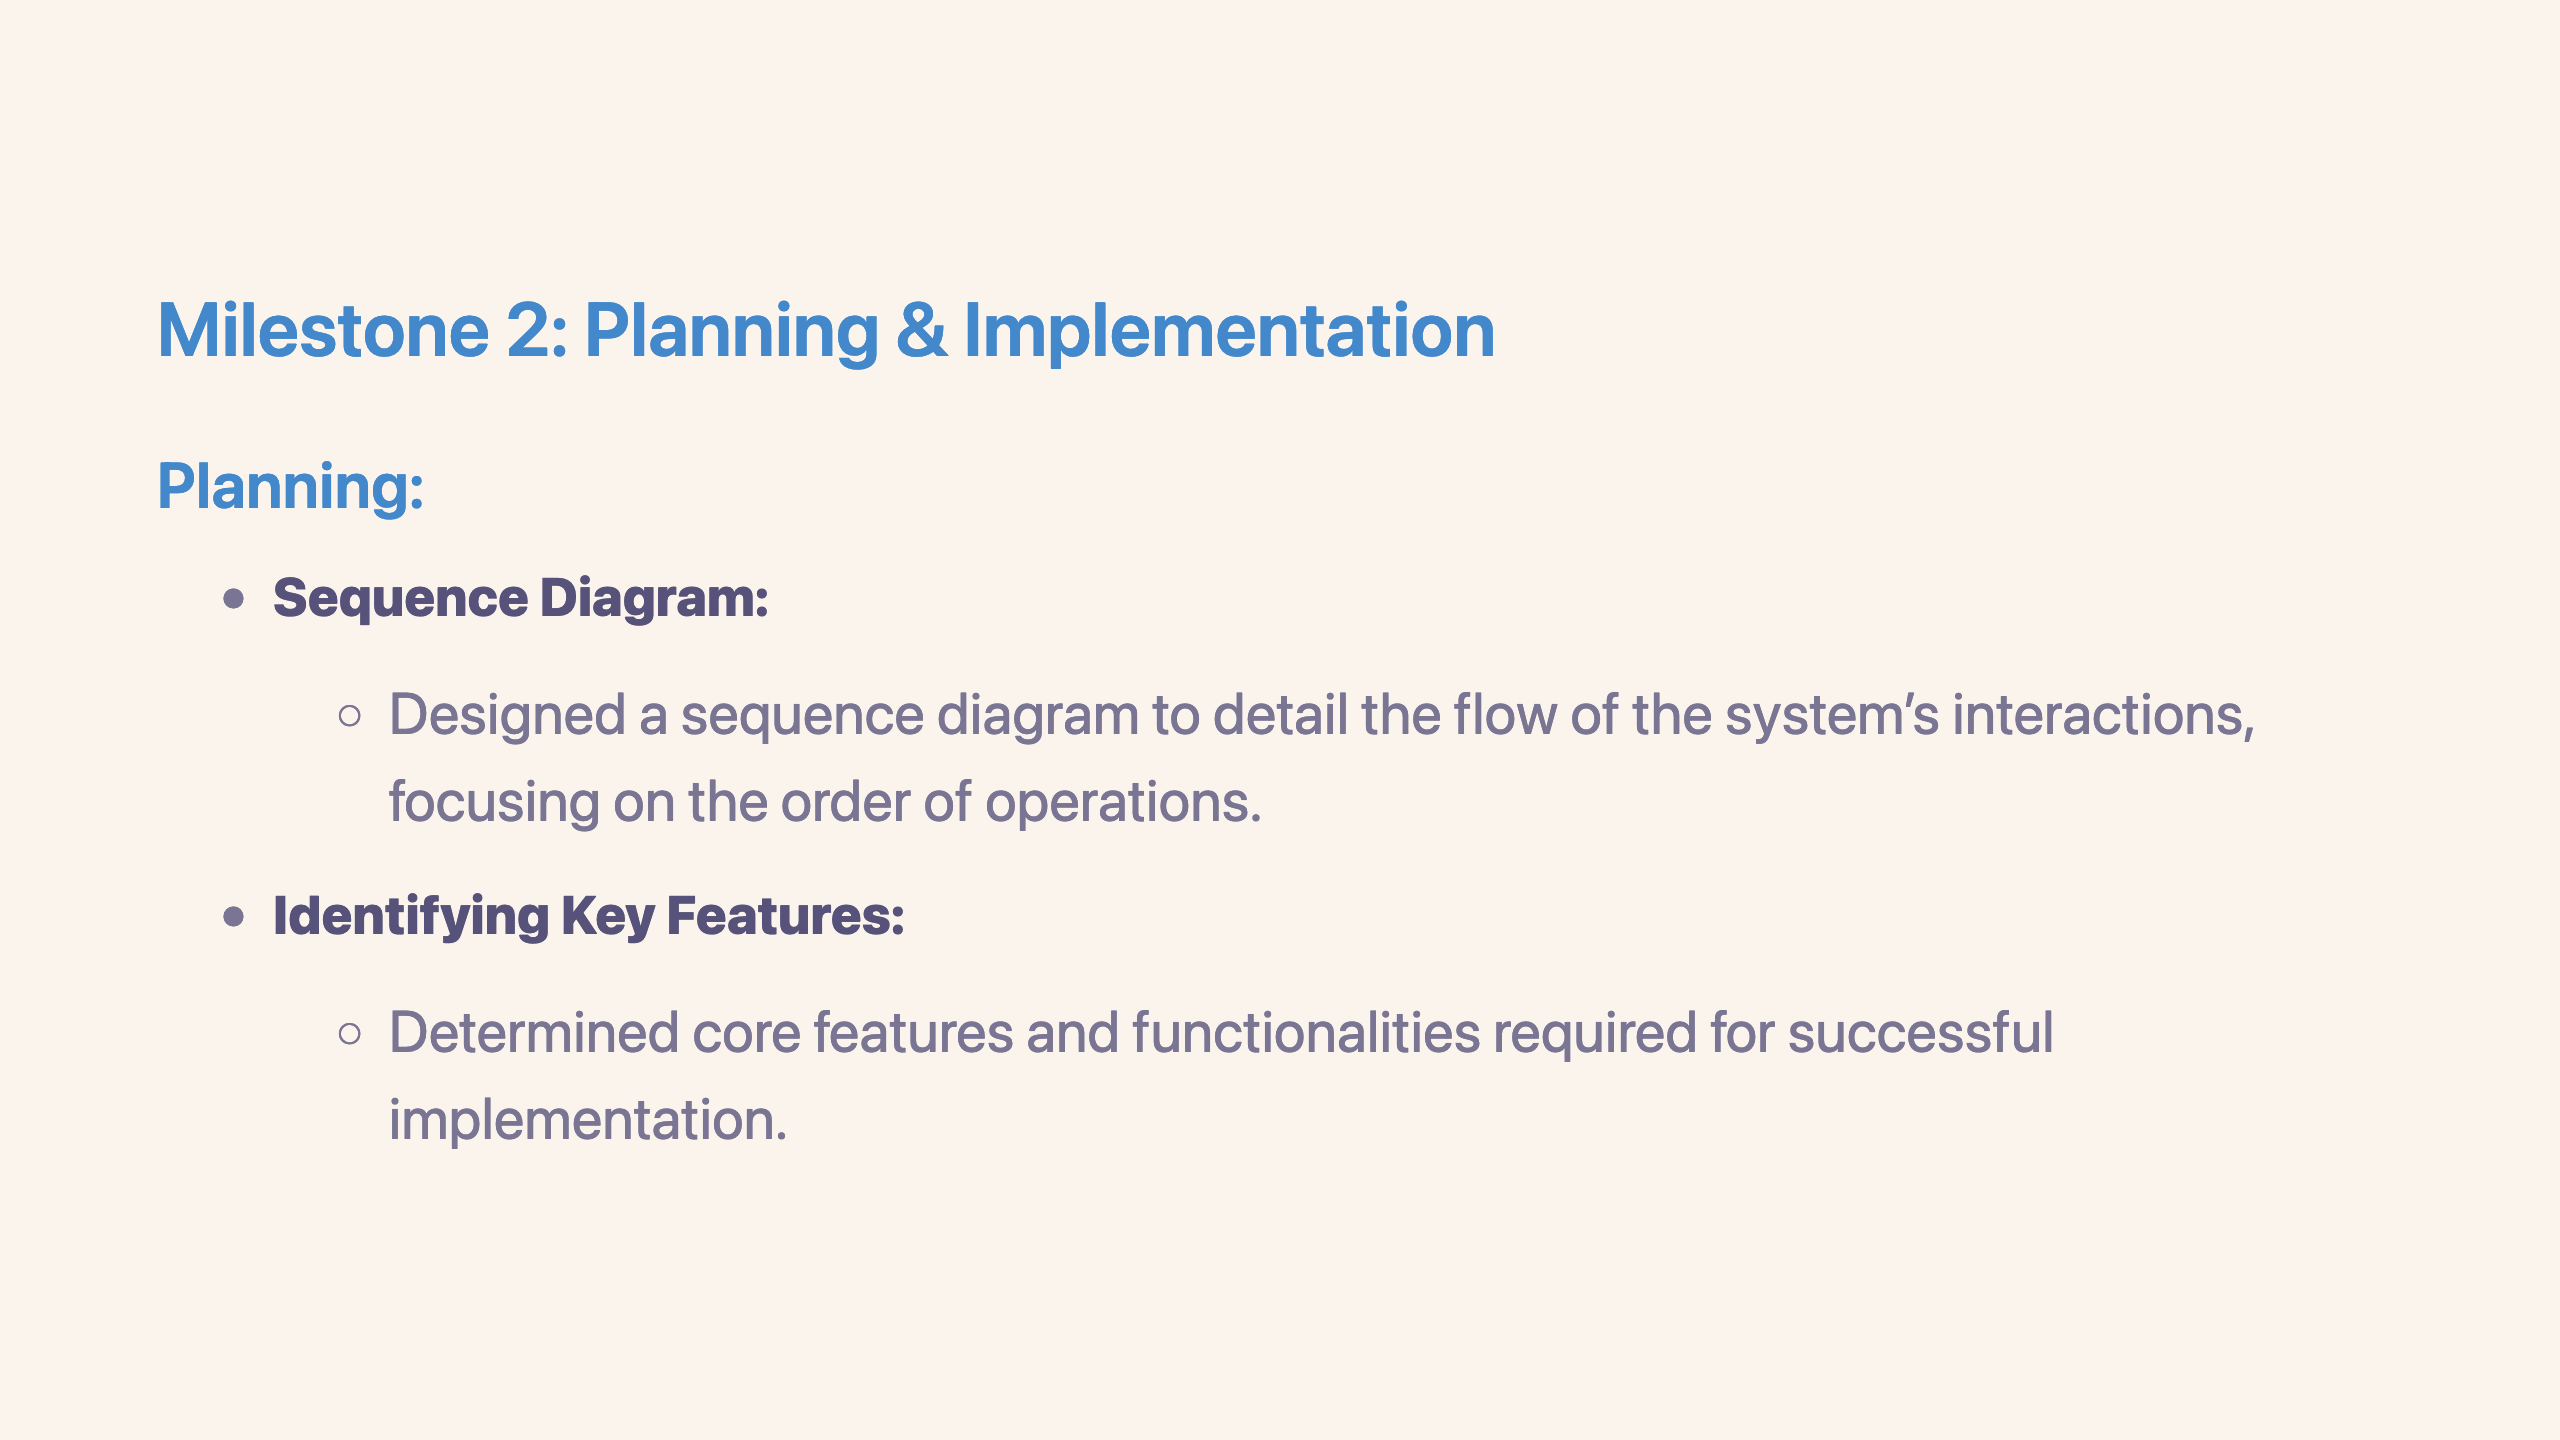 Milestone 2: Planning & Implementation
Planning:
Sequence Diagram:
Designed a sequence diagram to detail the flow of the system’s interactions,
focusing on the order of operations.
Identifying Key Features:
Determined core features and functionalities required for successful
implementation.